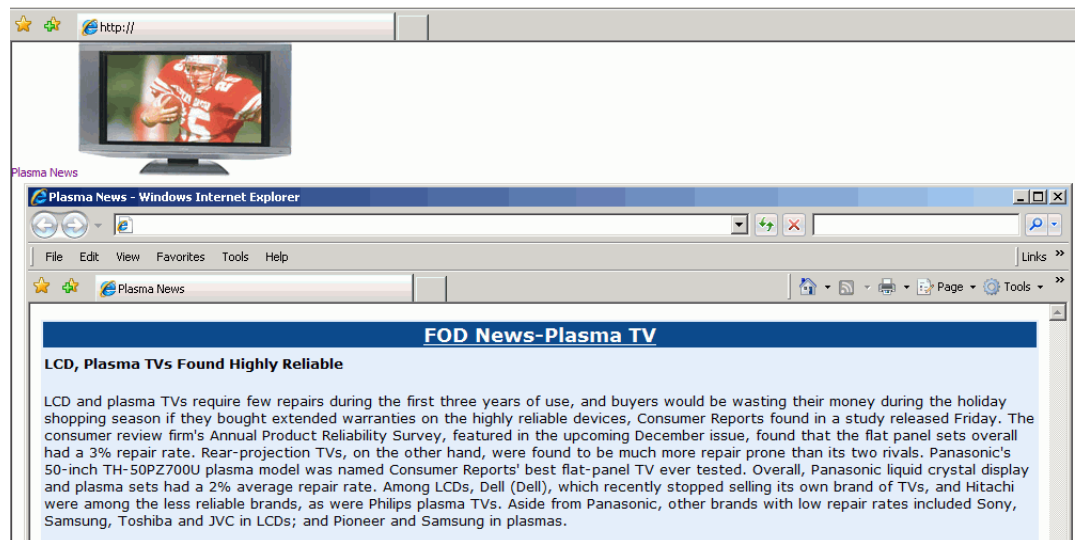 http://
Plasma News
Plasma News - Windows Internet Explorer
File Edit View Favorites Tools Help
Links »
Plasma News
Page Tools »
FOD News-Plasma TV
LCD, Plasma TVs Found Highly Reliable
LCD and plasma TVs require few repairs during the first three years of use, and buyers would be wasting their money during the holiday
shopping season if they bought extended warranties on the highly reliable devices, Consumer Reports found in a study released Friday. The
consumer review firm's Annual Product Reliability Survey, featured in the upcoming December issue, found that the flat panel sets overall
had a 3% repair rate. Rear-projection TVs, on the other hand, were found to be much more repair prone than its two rivals. Panasonic's
50-inch TH-50PZ700U plasma model was named Consumer Reports' best flat-panel TV ever tested. Overall, Panasonic liquid crystal display
and plasma sets had a 2% average repair rate. Among LCDs, Dell (Dell), which recently stopped selling its own brand of TVs, and Hitachi
were among the less reliable brands, as were Philips plasma TVs. Aside from Panasonic, other brands with low repair rates included Sony,
Samsung, Toshiba and JVC in LCDs; and Pioneer and Samsung in plasmas.